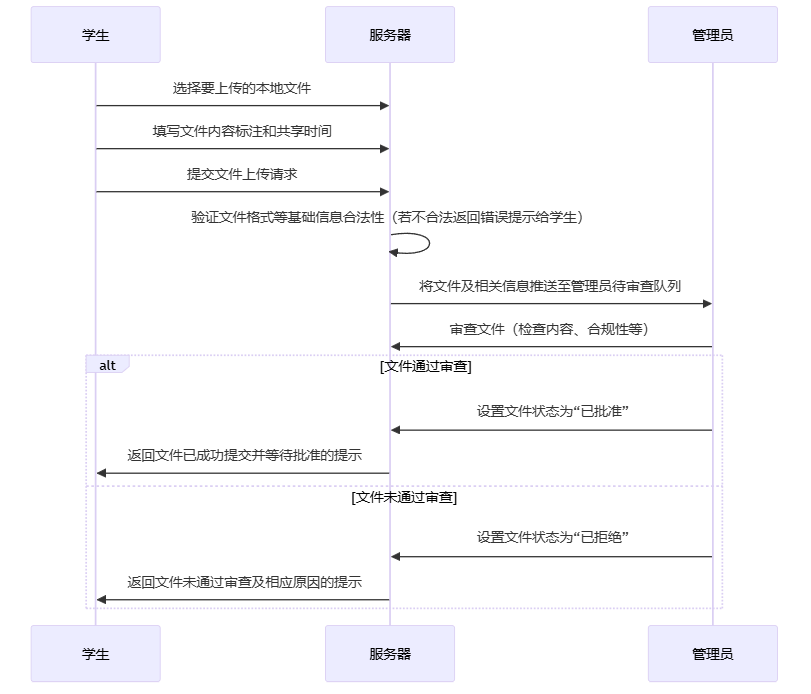 学生
服务器
管理员
选择要上传的本地文件
填写文件内容标注和共享时间
提交文件上传请求
验证文件格式等基础信息合法性（若不合法返回错误提示给学生）
将文件及相关信息推送至管理员待审查队列
审查文件（检查内容、合规性等）
alt
[文件通过审查]
设置文件状态为“已批准”
返回文件已成功提交并等待批准的提示
[文件未通过审查]
设置文件状态为“已拒绝”
返回文件未通过审查及相应原因的提示
学生
服务器
管理员